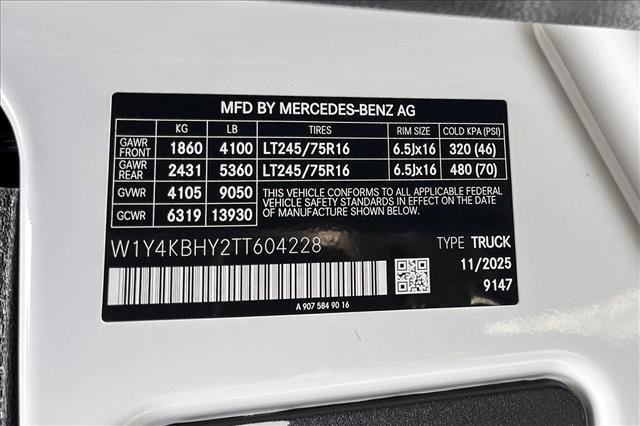 MFD BY MERCEDES-BENZ AG
KG LB TIRES RIM SIZE COLD KPA (PSI)
GAWR FRONT 1860 4100 LT245/75R16 6.5Jx16 320 (46)
GAWR REAR 2431 5360 LT245/75R16 6.5Jx16 480 (70)
GVWR 4105 9050 THIS VEHICLE CONFORMS TO ALL APPLICABLE FEDERAL
VEHICLE SAFETY STANDARDS IN EFFECT ON THE DATE
GCWR 6319 13930 OF MANUFACTURE SHOWN ABOVE.
W1Y4KBHY2TT604228 TYPE TRUCK
11/2025
9147
A 907 584 90 16